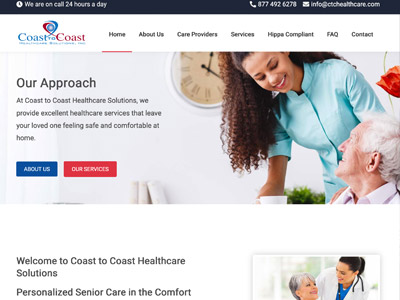 We are on call 24 hours a day
877 492 6278
info@ctchealthcare.com
Coast to Coast
HEALTHCARE SOLUTIONS, INC
Home
About Us
Care Providers
Services
Hippa Compliant
FAQ
Contact
Our Approach
At Coast to Coast Healthcare Solutions, we
provide excellent healthcare services that leave
your loved one feeling safe and comfortable at
home.
ABOUT US
OUR SERVICES
Welcome to Coast to Coast Healthcare
Solutions
Personalized Senior Care in the Comfort